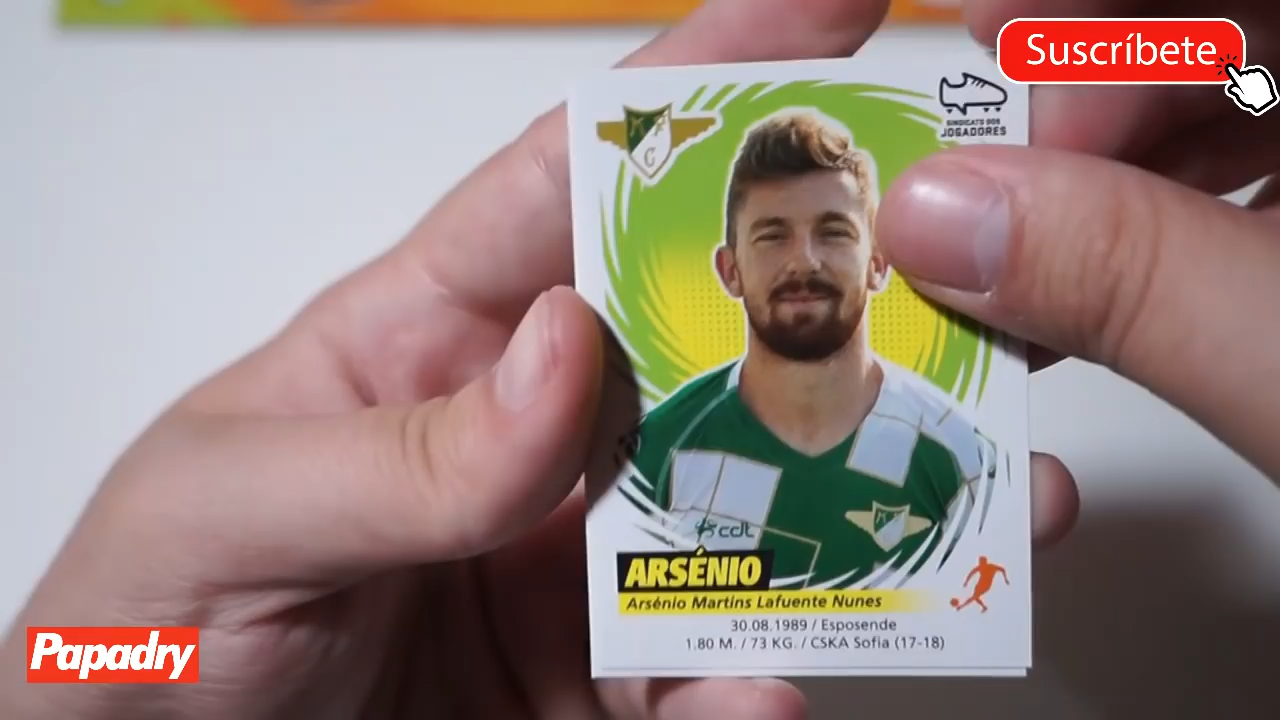 Suscríbete
M F
C
SINDICATO DOS
JOGADORES
cdt
ARSÉNIO
Arsénio Martins Lafuente Nunes
30.08.1989 / Esposende
1.80 M. / 73 KG. / CSKA Sofia (17-18)
Papadry